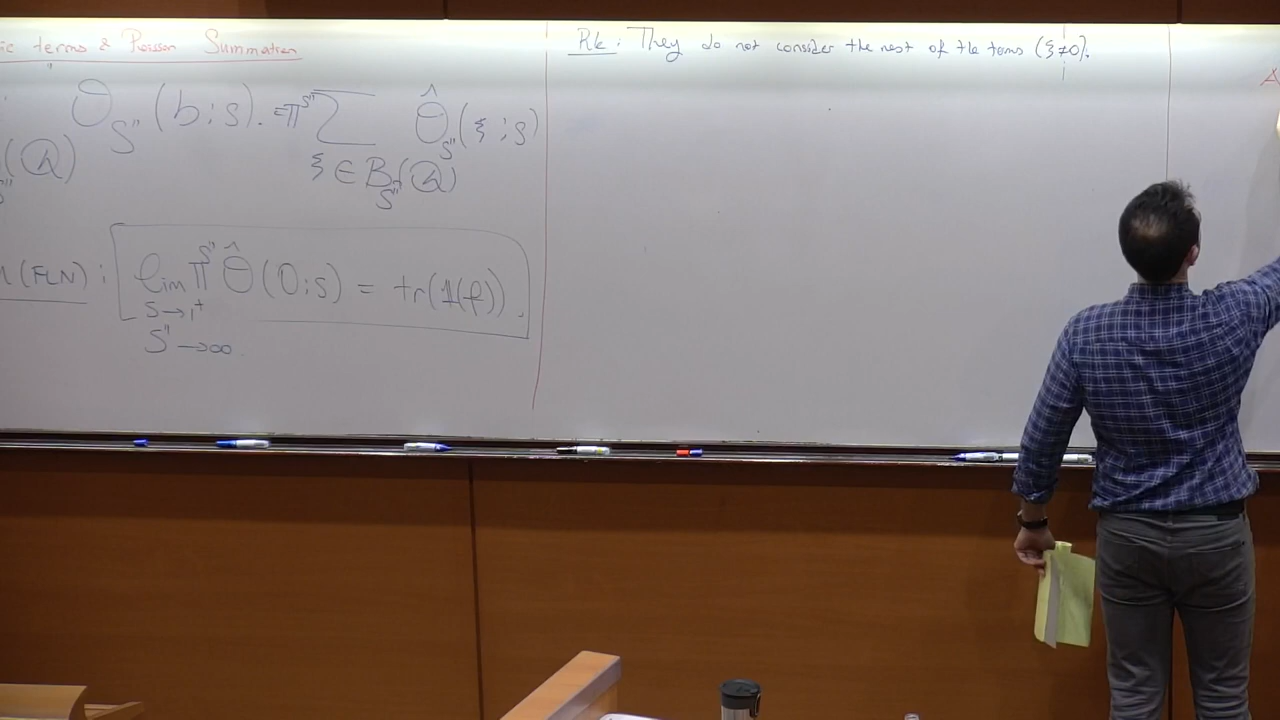 ic terms & Poisson Summation
θ_{S''}(b;s). = π^{S''} ∑_{ξ ∈ B_{S''}(ℚ)} θ̂_{S''}(ξ;s)
(ℚ)
(FLN): lim_{s→1⁺, S''→∞} π^{S''} θ̂(0;s) = tr(1(f)).
Rk: They do not consider the rest of the terms (ξ≠0).
A